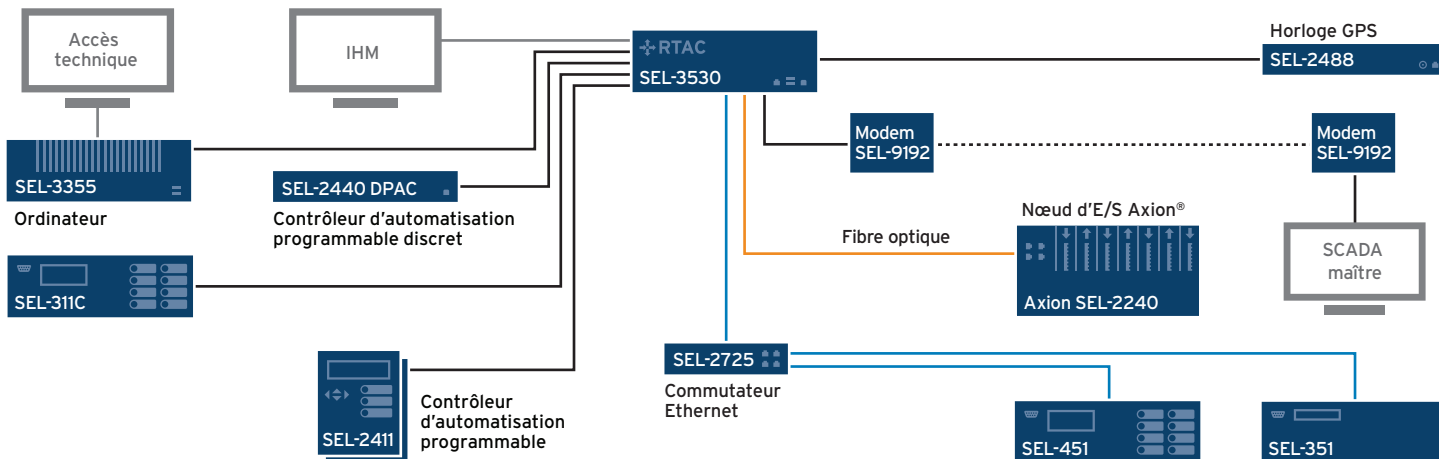 Accès
technique
IHM
RTAC
SEL-3530
Horloge GPS
SEL-2488
SEL-3355
Ordinateur
SEL-2440 DPAC
Contrôleur d'automatisation
programmable discret
Modem
SEL-9192
Modem
SEL-9192
SEL-311C
Fibre optique
Nœud d'E/S Axion®
Axion SEL-2240
SCADA
maître
SEL-2411
Contrôleur
d'automatisation
programmable
SEL-2725
Commutateur
Ethernet
SEL-451
SEL-351